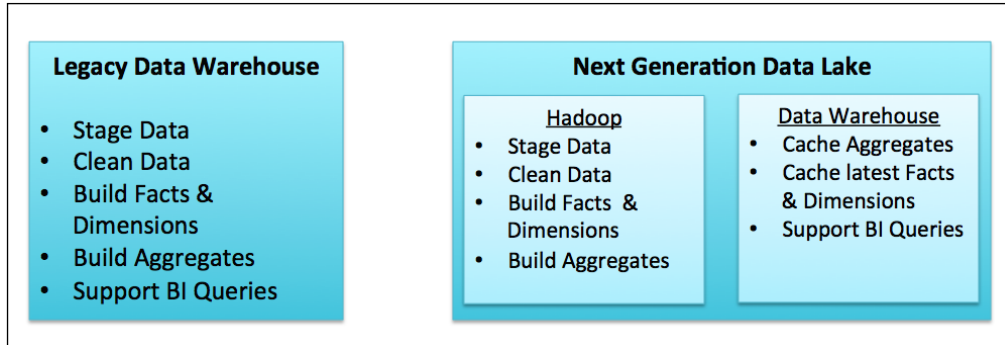 Legacy Data Warehouse
• Stage Data
• Clean Data
• Build Facts &
Dimensions
• Build Aggregates
• Support BI Queries
Next Generation Data Lake
Hadoop
• Stage Data
• Clean Data
• Build Facts &
Dimensions
• Build Aggregates
Data Warehouse
• Cache Aggregates
• Cache latest Facts
& Dimensions
• Support BI Queries